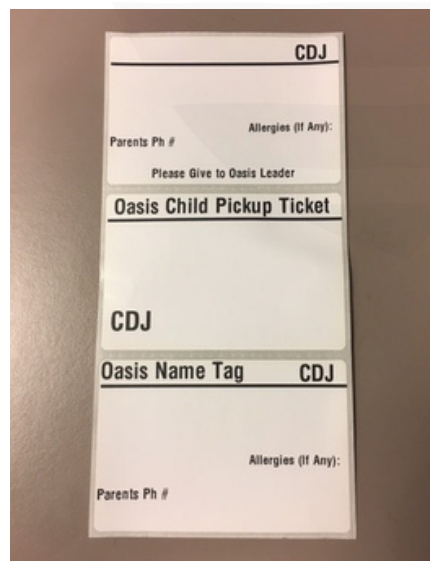 CDJ
Allergies (If Any):
Parents Ph #
Please Give to Oasis Leader
Oasis Child Pickup Ticket
CDJ
Oasis Name Tag CDJ
Allergies (If Any):
Parents Ph #